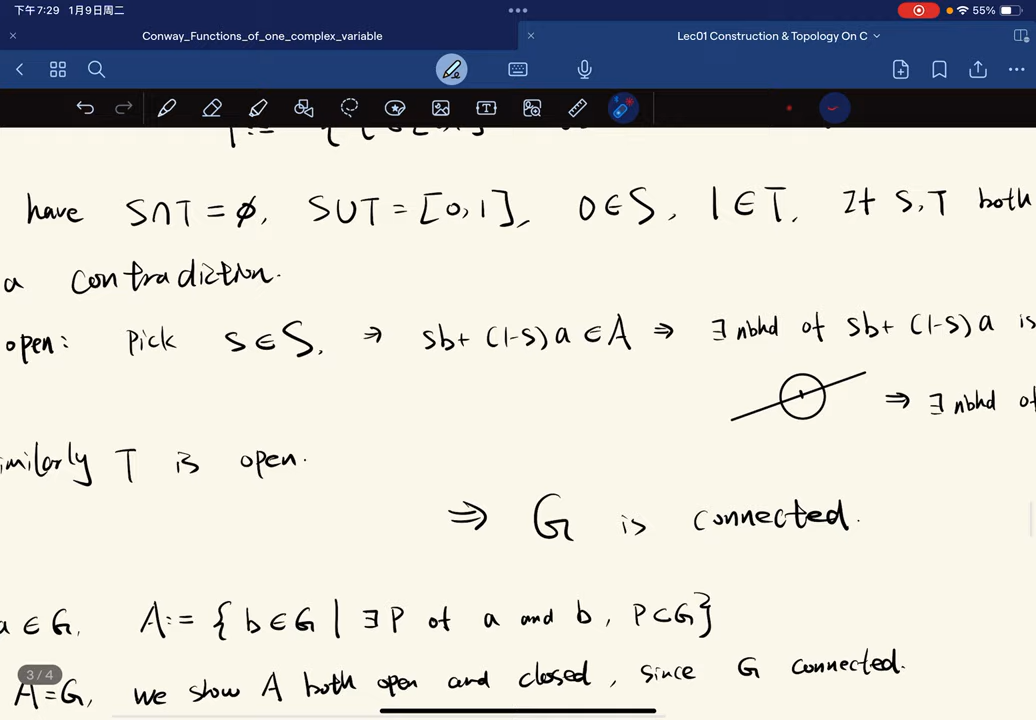 下午7:29 1月9日周二
55%
Conway_Functions_of_one_complex_variable
Lec01 Construction & Topology On C
have S∩T = ∅, S∪T = [0,1], 0∈S, 1∈T, If S,T both
a contradiction.
open: Pick s∈S, ⇒ sb+(1-s)a∈A ⇒ ∃ nbhd of sb+(1-s)a is
⇒ ∃ nbhd of
imilarly T is open.
⇒ G is connected.
a∈G, A:= {b∈G | ∃P of a and b, P⊂G}
3 / 4
A=G, we show A both open and closed, since G connected.